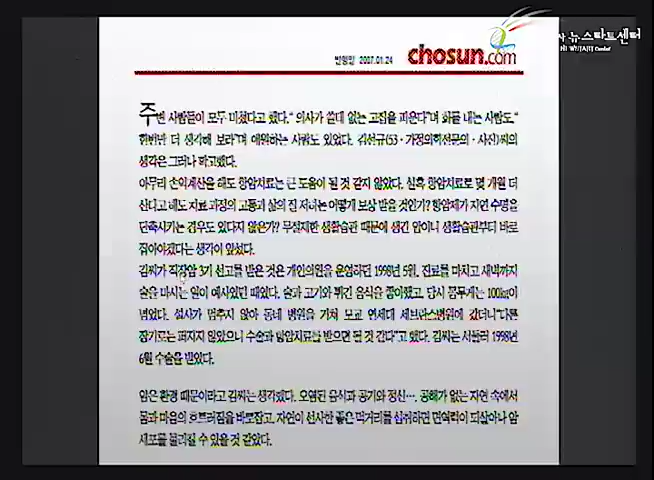 뉴스타트센터
발행일 2007.01.24 chosun.com
주변 사람들이 모두 미쳤다고 했다." 의사가 쓸데 없는 고집을 피운다"며 화를 내는 사람도,"
한번만 더 생각해 보라"며 애원하는 사람도 있었다. 김선규(53·가정의학전문의·사진)씨의
생각은 그러나 확고했다.
아무리 손익계산을 해도 항암치료는 큰 도움이 될 것 같지 않았다. 설혹 항암치료로 몇 개월 더
산다고 해도 치료 과정의 고통과 삶의 질 저하는 어떻게 보상 받을 것인가? 항암제가 자연 수명을
단축시키는 경우도 있다지 않은가? 무절제한 생활습관 때문에 생긴 암이니 생활습관부터 바로
잡아야겠다는 생각이 앞섰다.
김씨가 직장암 3기 선고를 받은 것은 개인의원을 운영하던 1998년 5월. 진료를 마치고 새벽까지
술을 마시는 일이 예사였던 때였다. 술과 고기와 튀긴 음식을 좋아했고, 당시 몸무게는 100kg이
넘었다. 설사가 멈추지 않아 동네 병원을 거쳐 모교 연세대 세브란스병원에 갔더니 "다른
장기로는 퍼지지 않았으니 수술과 항암치료를 받으면 될 것 같다"고 했다. 김씨는 서둘러 1998년
6월 수술을 받았다.
암은 환경 때문이라고 김씨는 생각했다. 오염된 음식과 공기와 정신…. 공해가 없는 자연 속에서
몸과 마음의 흐트러짐을 바로잡고, 자연이 선사한 좋은 먹거리를 섭취하면 면역력이 되살아나 암
세포를 물리칠 수 있을 것 같았다.